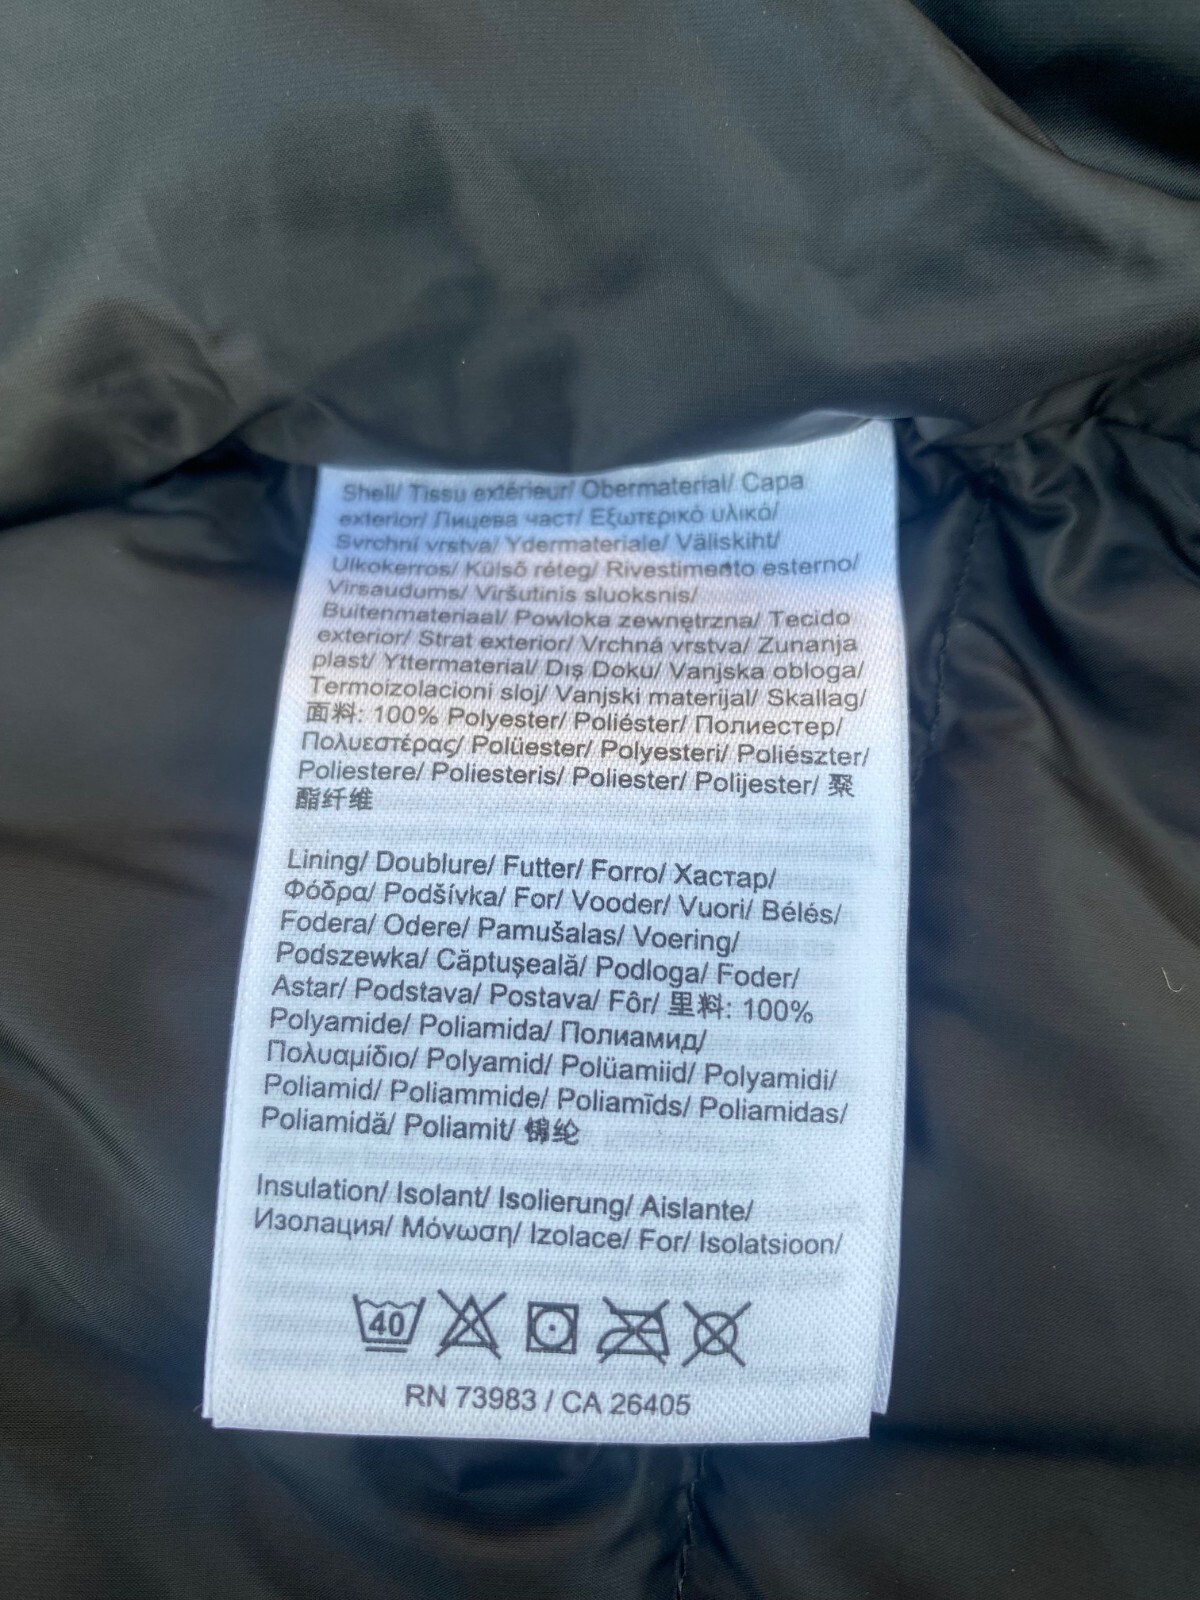 Shell/ Tissu extérieur/ Obermaterial/ Capa
exterior/ Лицева част/ Εξωτερικό υλικό/
Svrchní vrstva/ Ydermateriale/ Väliskiht/
Ulkokerros/ Külső réteg/ Rivestimento esterno/
Virsaudums/ Viršutinis sluoksnis/
Buitenmateriaal/ Powłoka zewnętrzna/ Tecido
exterior/ Strat exterior/ Vrchná vrstva/ Zunanja
plast/ Yttermaterial/ Dış Doku/ Vanjska obloga/
Termoizolacioni sloj/ Vanjski materijal/ Skallag/
面料: 100% Polyester/ Poliéster/ Полиестер/
Πολυεστέρας/ Polüester/ Polyesteri/ Poliészter/
Poliestere/ Poliesteris/ Poliester/ Polijester/ 聚
酯纤维
Lining/ Doublure/ Futter/ Forro/ Хастар/
Φόδρα/ Podšívka/ For/ Vooder/ Vuori/ Bélés/
Fodera/ Odere/ Pamušalas/ Voering/
Podszewka/ Căptușeală/ Podloga/ Foder/
Astar/ Podstava/ Postava/ Fôr/ 里料: 100%
Polyamide/ Poliamida/ Полиамид/
Πολυαμίδιο/ Polyamid/ Polüamiid/ Polyamidi/
Poliamid/ Poliammide/ Poliamīds/ Poliamidas/
Poliamidă/ Poliamit/ 锦纶
Insulation/ Isolant/ Isolierung/ Aislante/
Изолация/ Μόνωση/ Izolace/ For/ Isolatsioon/
40
RN 73983 / CA 26405